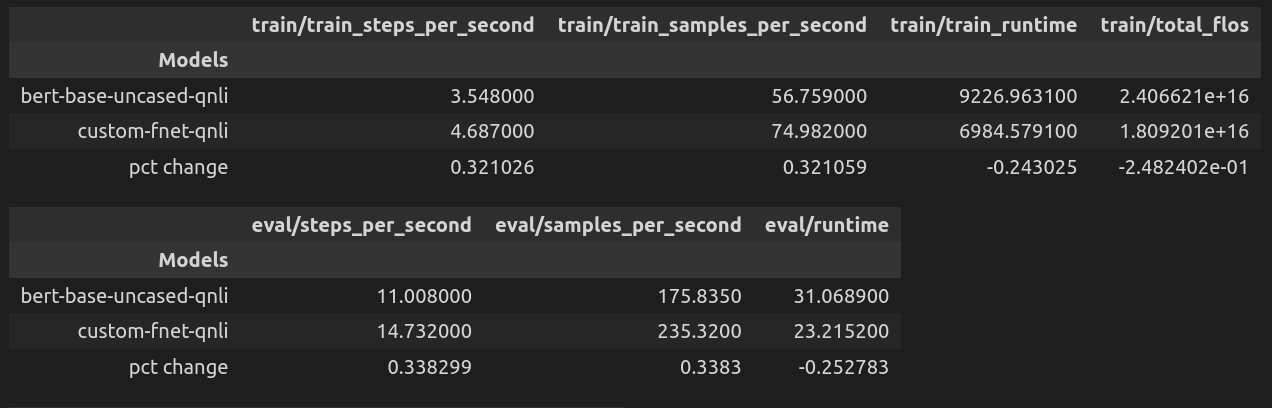 train/train_steps_per_second train/train_samples_per_second train/train_runtime train/total_flos
Models
bert-base-uncased-qnli 3.548000 56.759000 9226.963100 2.406621e+16
custom-fnet-qnli 4.687000 74.982000 6984.579100 1.809201e+16
pct change 0.321026 0.321059 -0.243025 -2.482402e-01
eval/steps_per_second eval/samples_per_second eval/runtime
Models
bert-base-uncased-qnli 11.008000 175.8350 31.068900
custom-fnet-qnli 14.732000 235.3200 23.215200
pct change 0.338299 0.3383 -0.252783